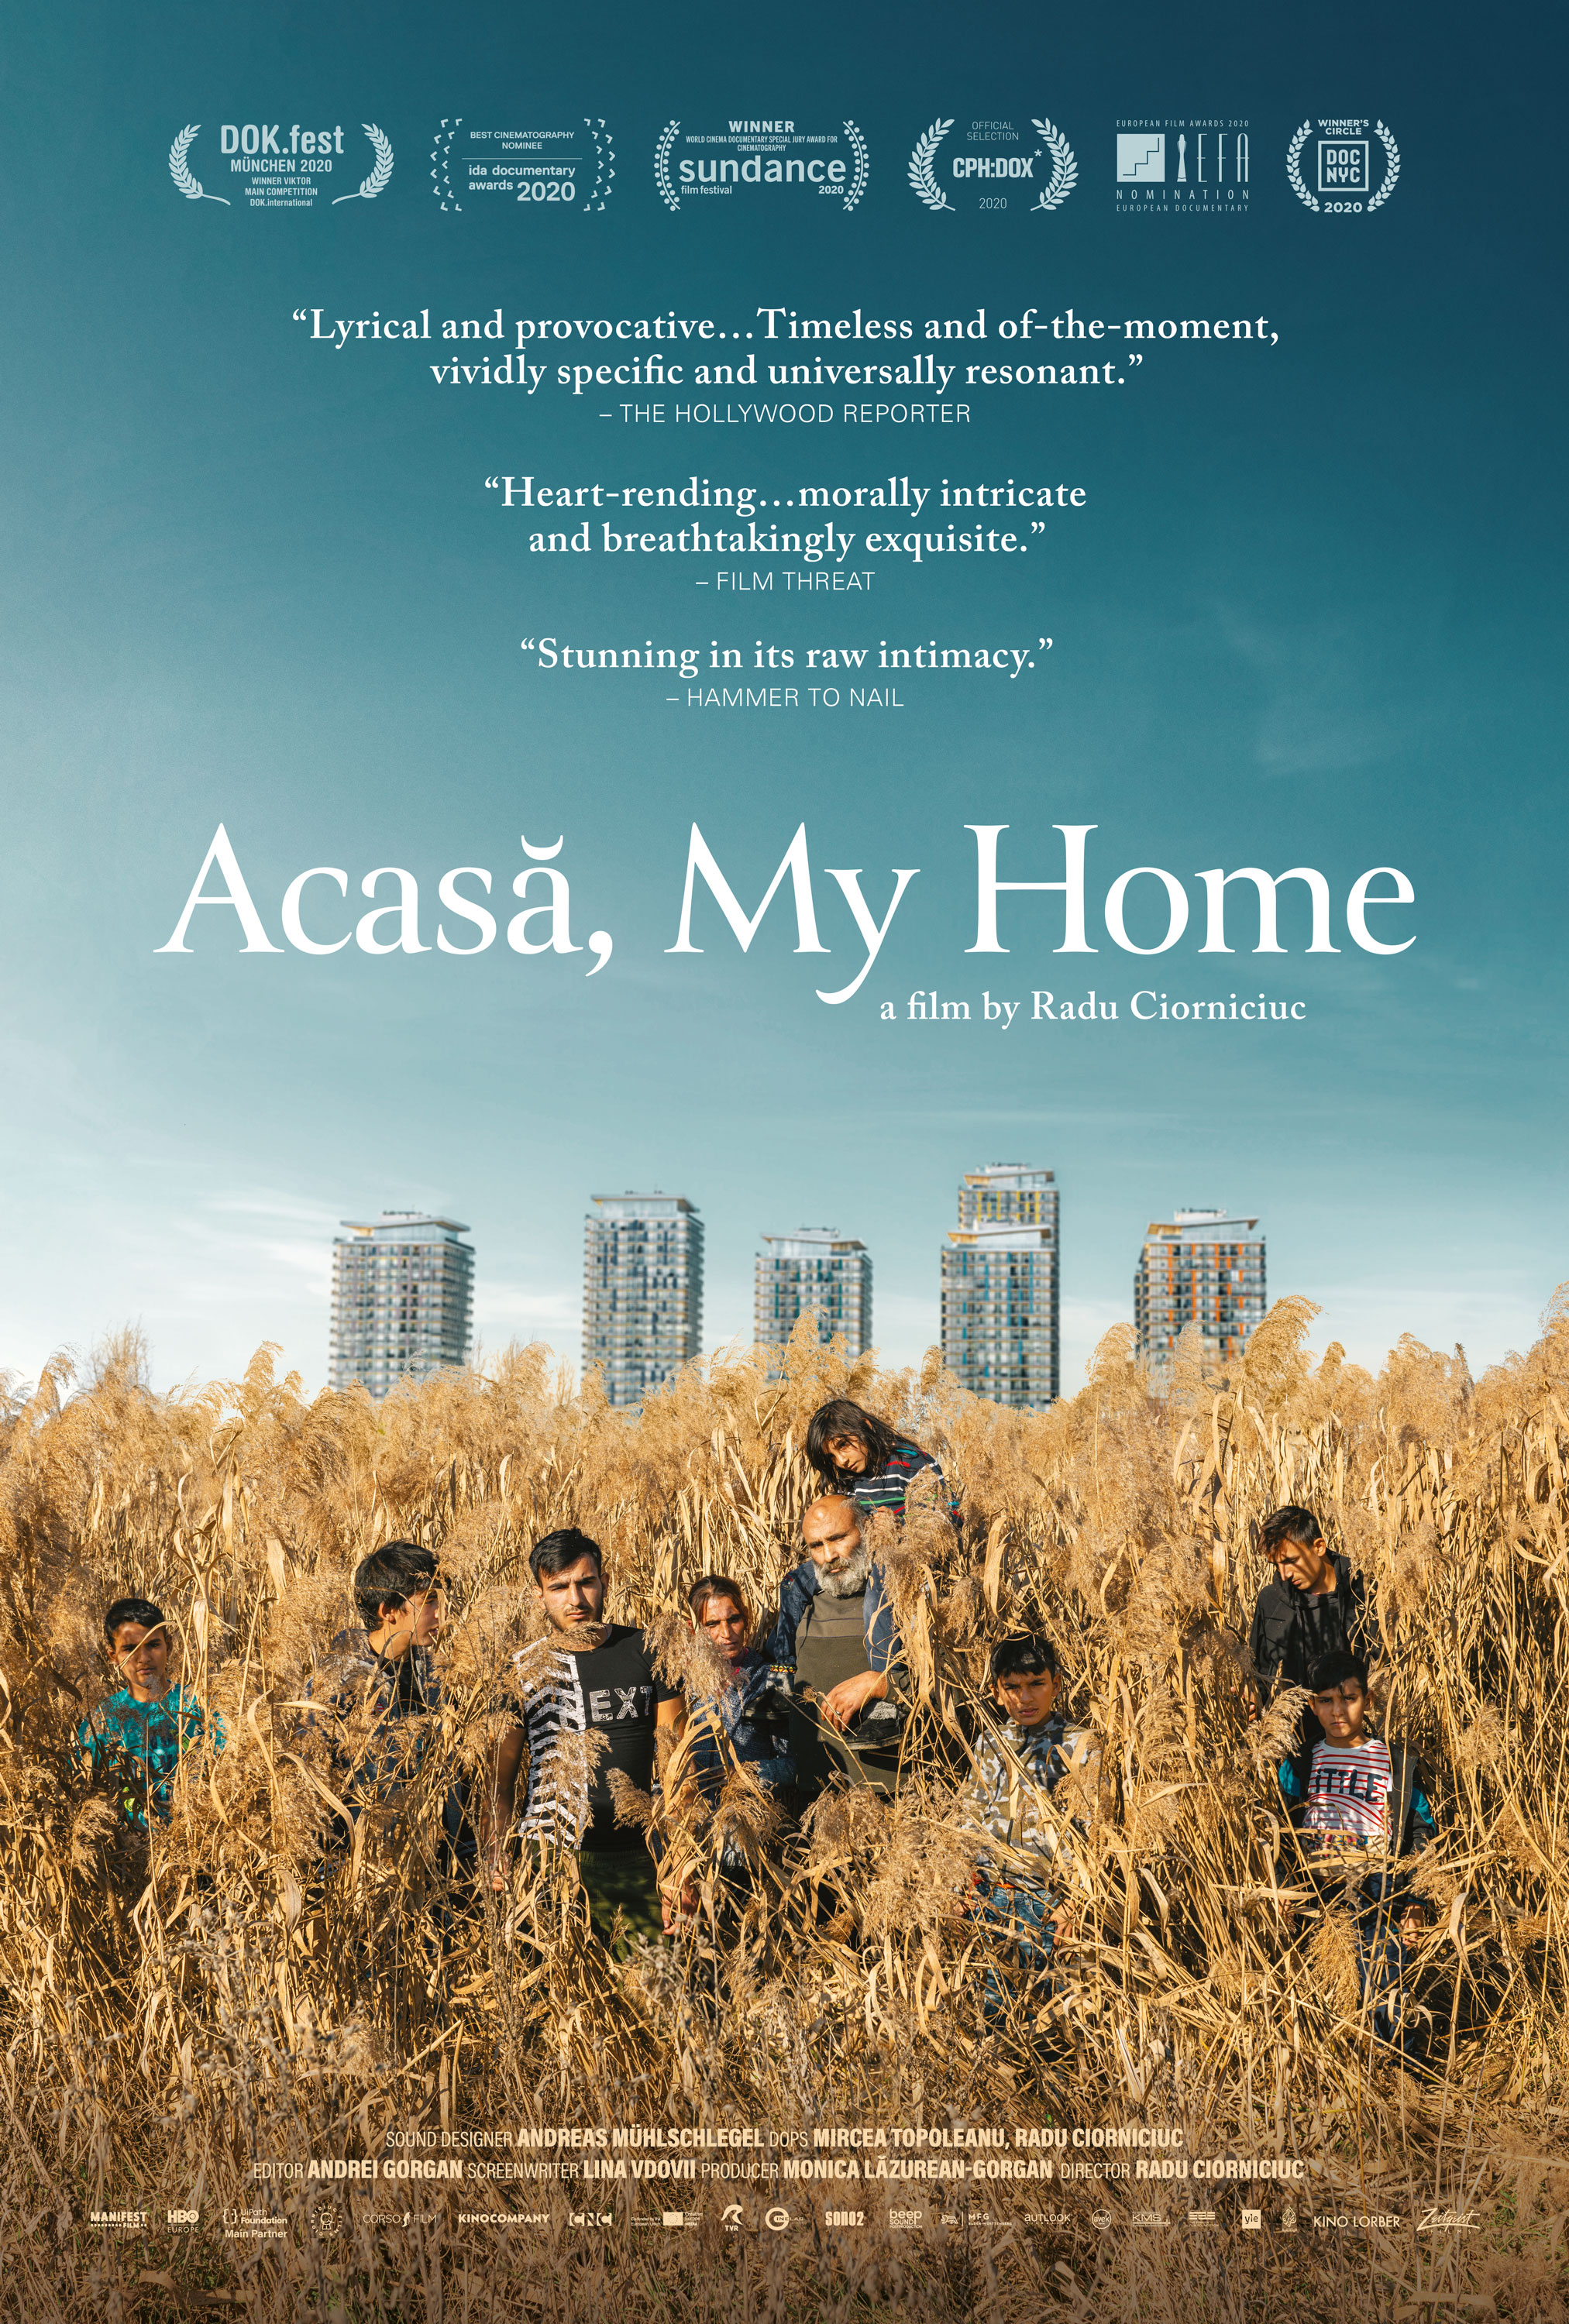 DOK.fest
MÜNCHEN 2020
WINNER VIKTOR
MAIN COMPETITION
DOK.international
BEST CINEMATOGRAPHY
NOMINEE
ida documentary
awards 2020
WINNER
WORLD CINEMA DOCUMENTARY SPECIAL JURY AWARD FOR
CINEMATOGRAPHY
sundance
film festival 2020
OFFICIAL
SELECTION
CPH:DOX*
2020
EUROPEAN FILM AWARDS 2020
EFA
NOMINATION
EUROPEAN DOCUMENTARY
WINNER'S
CIRCLE
DOC
NYC
2020
“Lyrical and provocative…Timeless and of-the-moment,
vividly specific and universally resonant.”
– THE HOLLYWOOD REPORTER
“Heart-rending…morally intricate
and breathtakingly exquisite.”
– FILM THREAT
“Stunning in its raw intimacy.”
– HAMMER TO NAIL
Acasă, My Home
a film by Radu Ciorniciuc
EXT
SOUND DESIGNER ANDREAS MÜHLSCHLEGEL DOPS MIRCEA TOPOLEANU, RADU CIORNICIUC
EDITOR ANDREI GORGAN SCREENWRITER LINA VDOVII PRODUCER MONICA LĂZUREAN-GORGAN DIRECTOR RADU CIORNICIUC
MANIFEST
FILM
HBO
EUROPE
UiPath
Foundation
Main Partner
CORSO FILM
KINOCOMPANY
CNC
TVR
SONO2
beep
MFG
AUTLOOK
KMS
yle
KINO LORBER
Zeitgeist